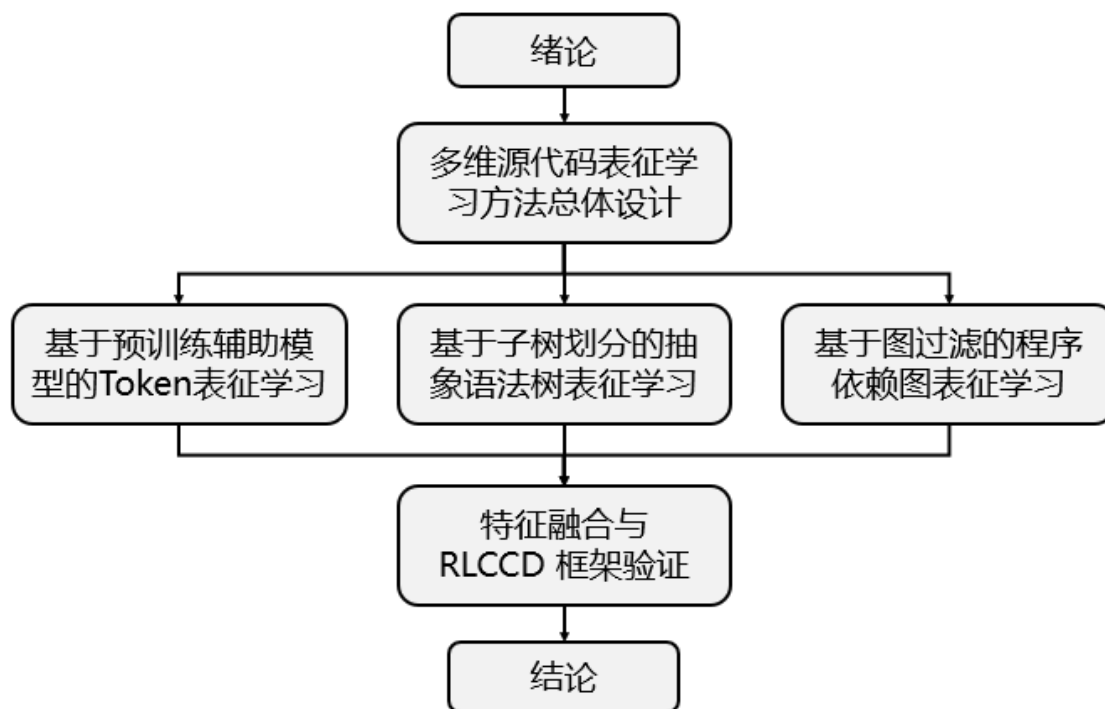 绪论
多维源代码表征学
习方法总体设计
基于预训练辅助模
型的Token表征学习
基于子树划分的抽
象语法树表征学习
基于图过滤的程序
依赖图表征学习
特征融合与
RLCCD 框架验证
结论